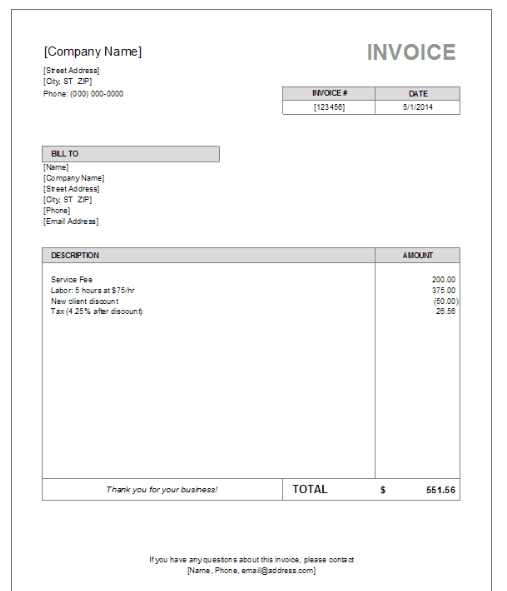 [Company Name]
INVOICE
[Street Address]
[City, ST ZIP]
Phone: (000) 000-0000
INVOICE # DATE
[123456] 5/1/2014
BILL TO
[Name]
[Company Name]
[Street Address]
[City, ST ZIP]
[Phone]
[Email Address]
DESCRIPTION AMOUNT
Service Fee 200.00
Labor: 5 hours at $75/hr 375.00
New client discount (50.00)
Tax (4.25% after discount) 26.56
Thank you for your business! TOTAL $ 551.56
If you have any questions about this invoice, please contact
[Name, Phone, email@address.com]